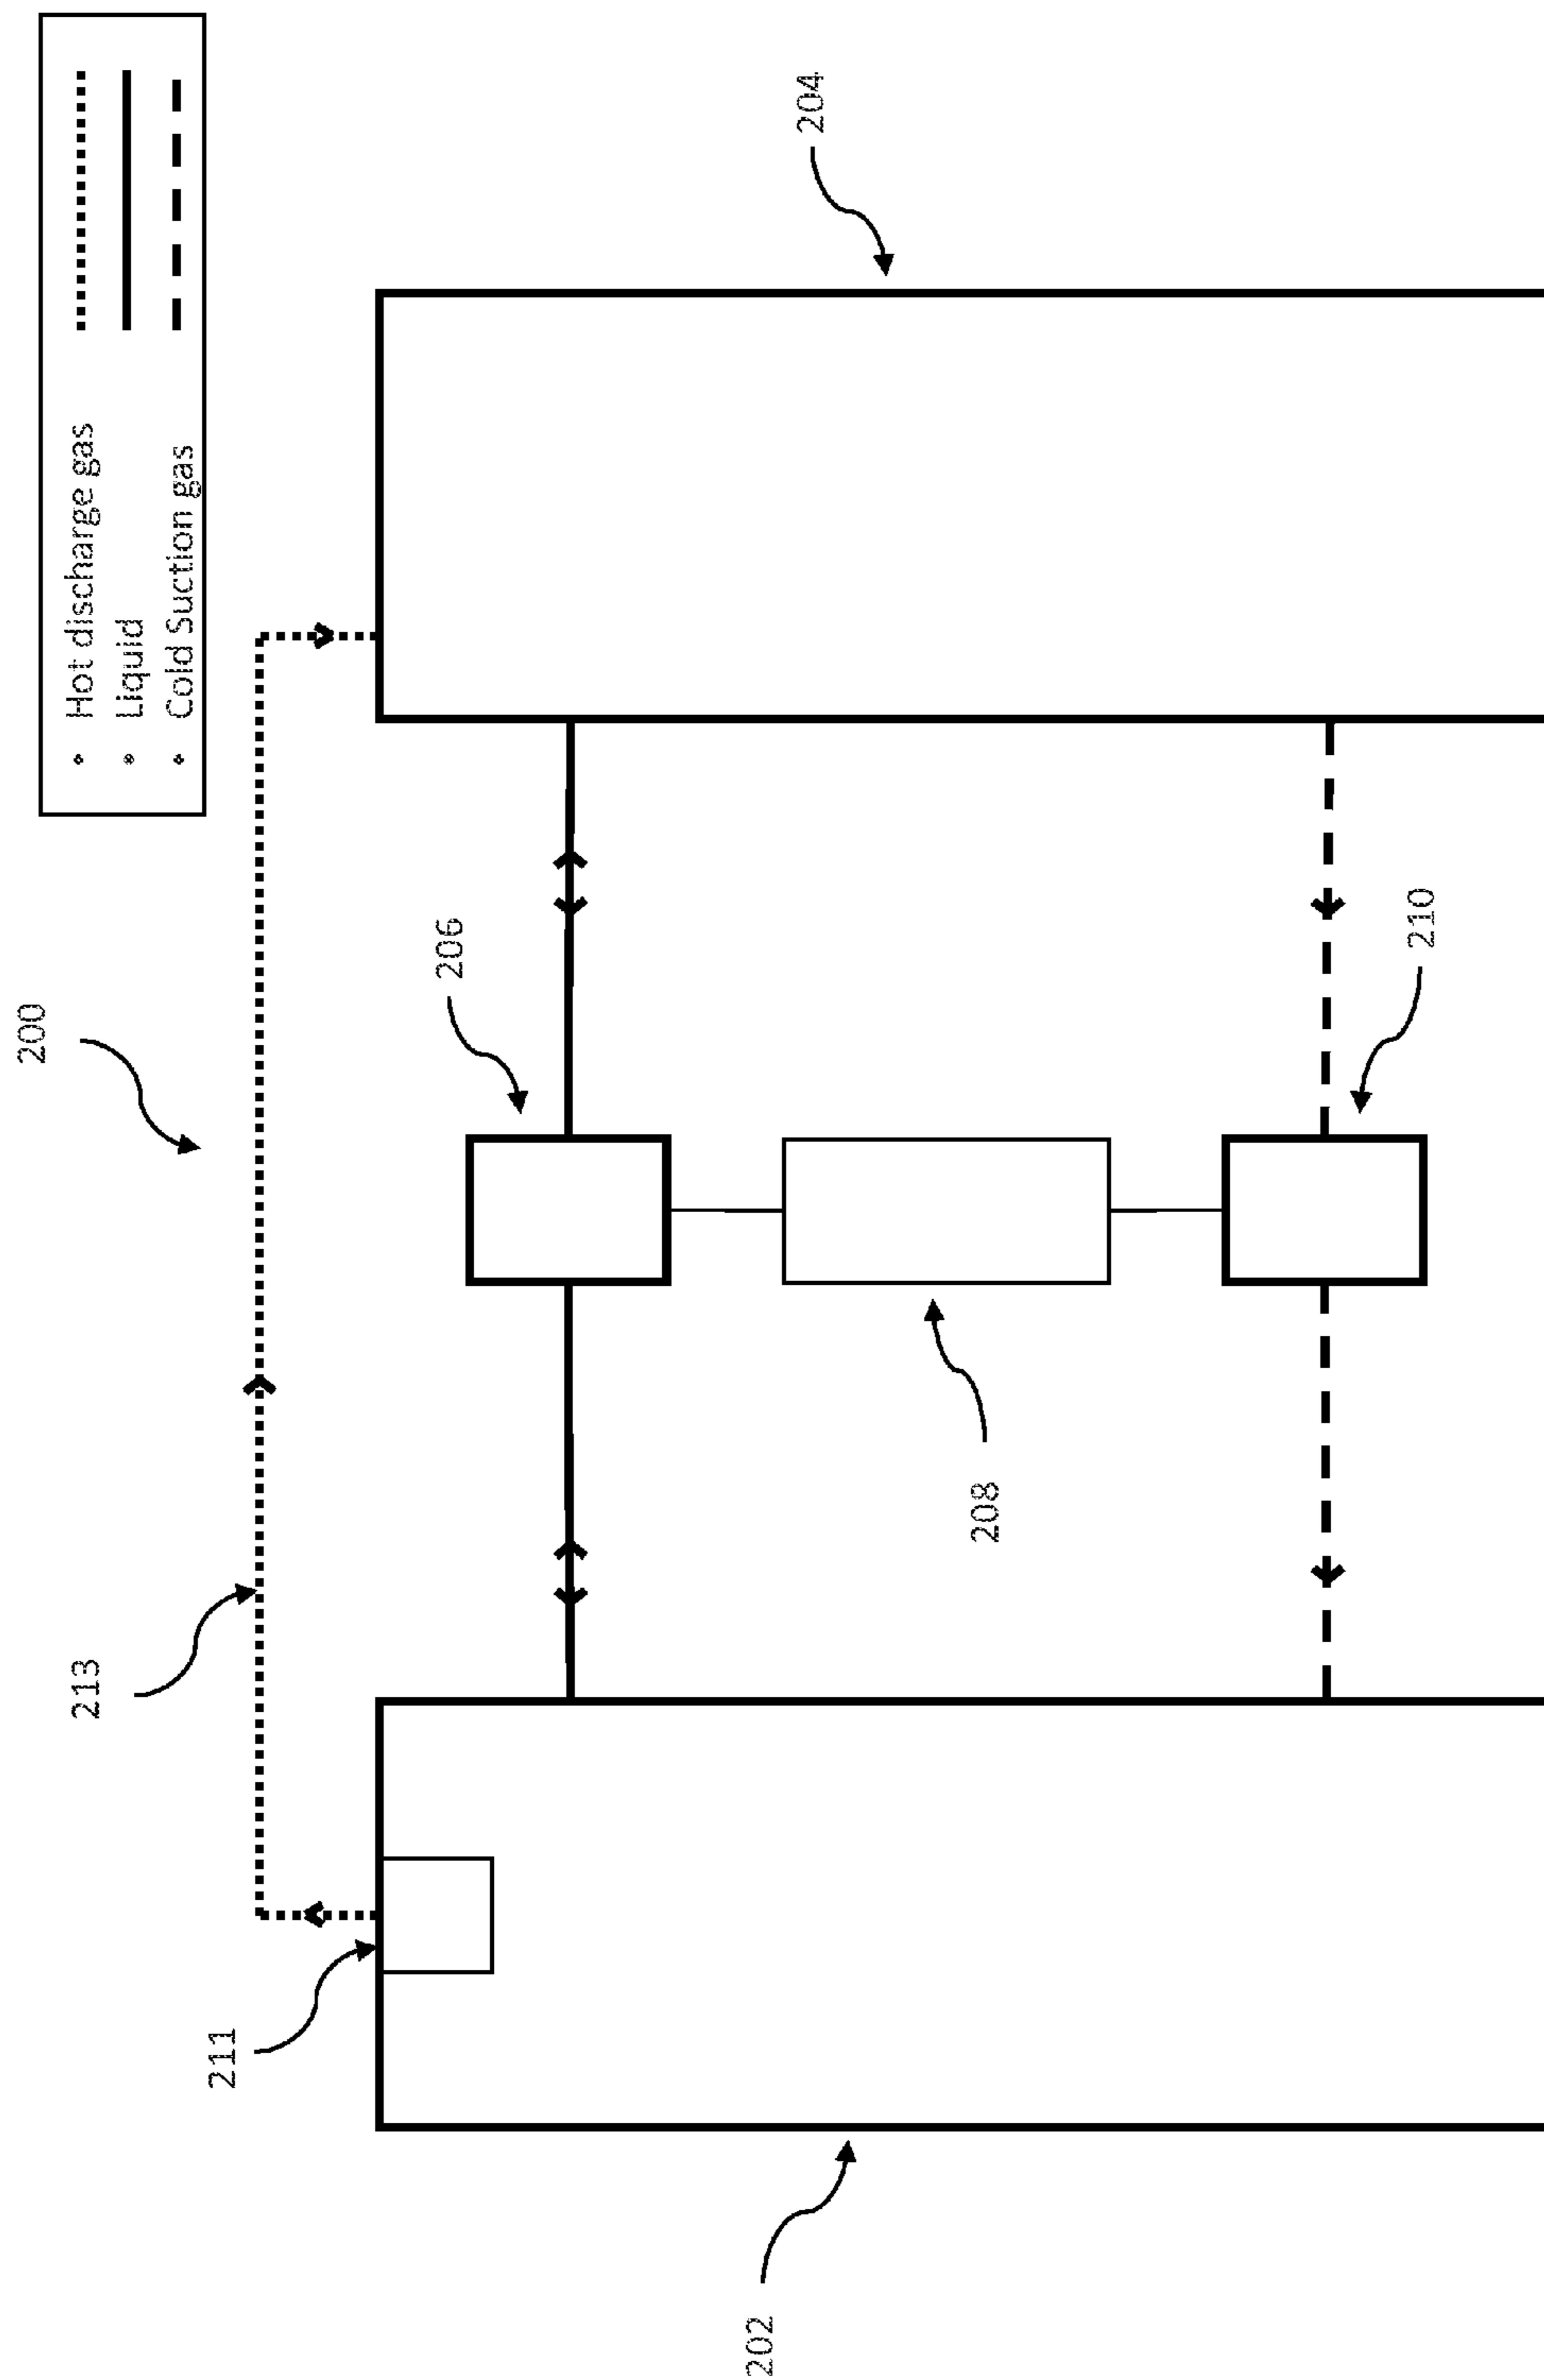 200
• Hot discharge gas
• Liquid
• Cold Suction gas
213
211
206
204
208
210
202